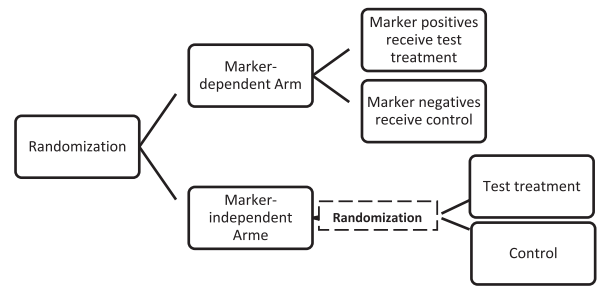 Randomization
Marker-
dependent Arm
Marker positives
receive test
treatment
Marker negatives
receive control
Marker-
independent
Arme
Randomization
Test treatment
Control